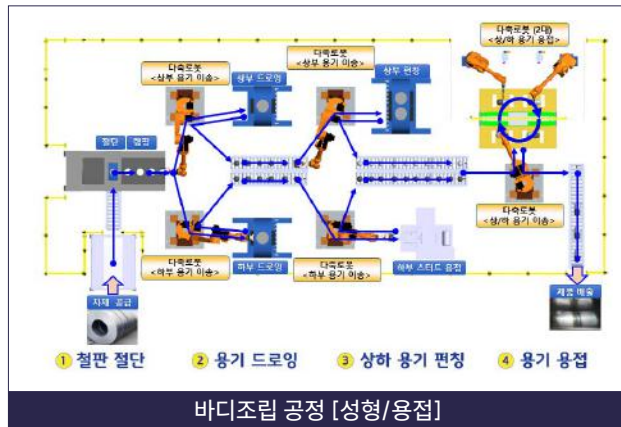 다축로봇
<상부 용기 이송>
상부 드로잉
다축로봇
<상부 용기 이송>
상부 펀칭
다축로봇 (2대)
(상/하 용기 용접)
절단
철판
다축로봇
<하부 용기 이송>
하부 드로잉
다축로봇
<하부 용기 이송>
하부 스터드 용접
다축로봇
<상/하 용기 이송>
자재 공급
제품 배출
1 철판 절단
2 용기 드로잉
3 상하 용기 펀칭
4 용기 용접
바디조립 공정 [성형/용접]